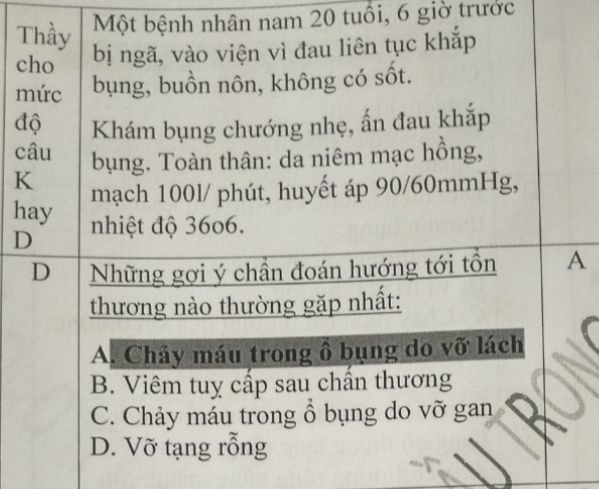 Thầy
cho
mức
độ
câu
K
hay
D
Một bệnh nhân nam 20 tuổi, 6 giờ trước
bị ngã, vào viện vì đau liên tục khắp
bụng, buồn nôn, không có sốt.
Khám bụng chướng nhẹ, ấn đau khắp
bụng. Toàn thân: da niêm mạc hồng,
mạch 100l/ phút, huyết áp 90/60mmHg,
nhiệt độ 36o6.
D
Những gợi ý chẩn đoán hướng tới tổn
thương nào thường gặp nhất:
A. Chảy máu trong ổ bụng do vỡ lách
B. Viêm tuỵ cấp sau chấn thương
C. Chảy máu trong ổ bụng do vỡ gan
D. Vỡ tạng rỗng
A